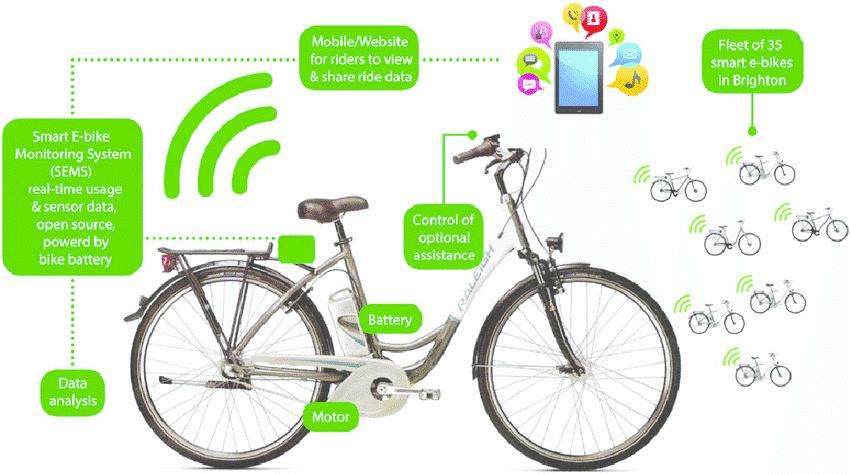 Mobile/Website
for riders to view
& share ride data
Fleet of 35
smart e-bikes
in Brighton
Smart E-bike
Monitoring System
(SEMS)
real-time usage
& sensor data,
open source,
powerd by
bike battery
Control of
optional
assistance
RALEIGH
Battery
Data
analysis
Motor